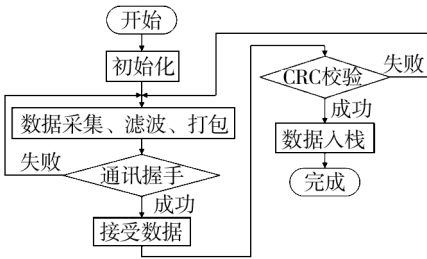 开始
初始化
数据采集、滤波、打包
失败
通讯握手
成功
接受数据
CRC校验
失败
成功
数据入栈
完成